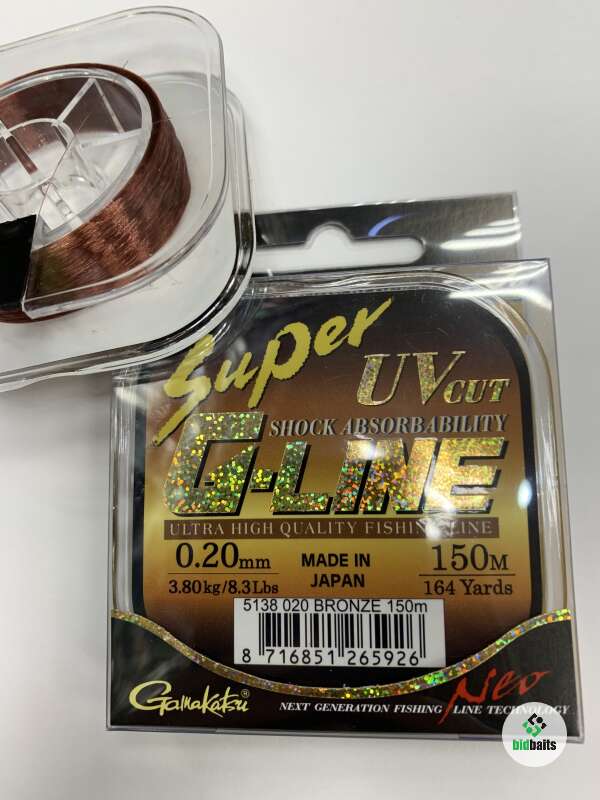 Super
UV CUT
SHOCK ABSORBABILITY
G-LINE
ULTRA HIGH QUALITY FISHING LINE
0.20mm
3.80kg/8.3Lbs
MADE IN
JAPAN
150M
164 Yards
5138 020 BRONZE 150m
8 716851 265926
Gamakatsu®
Neo
NEXT GENERATION FISHING LINE TECHNOLOGY
bidbaits